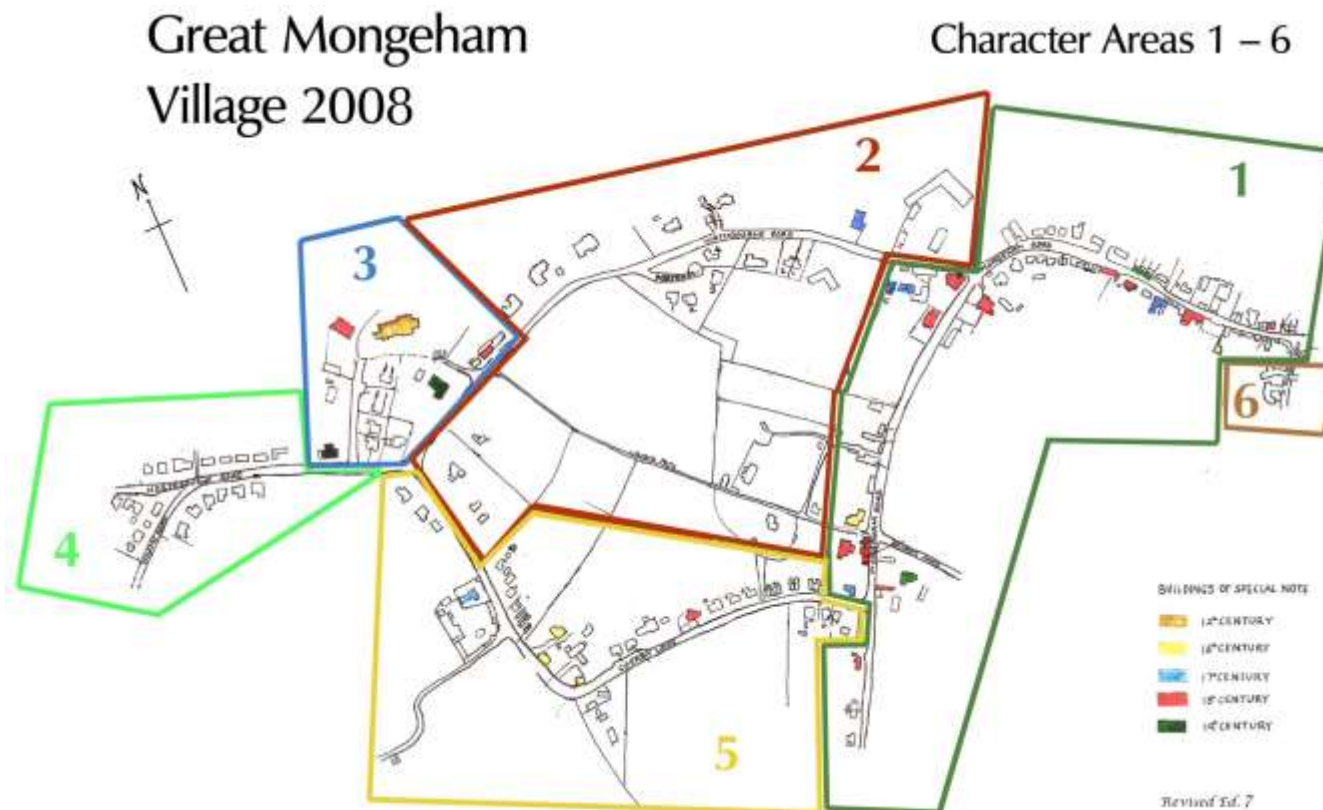 Great Mongeham
Village 2008
Character Areas 1 – 6
N
2
1
3
6
4
5
BUILDINGS OF SPECIAL NOTE
12th CENTURY
16th CENTURY
17th CENTURY
18th CENTURY
19th CENTURY
Revised Ed. 7